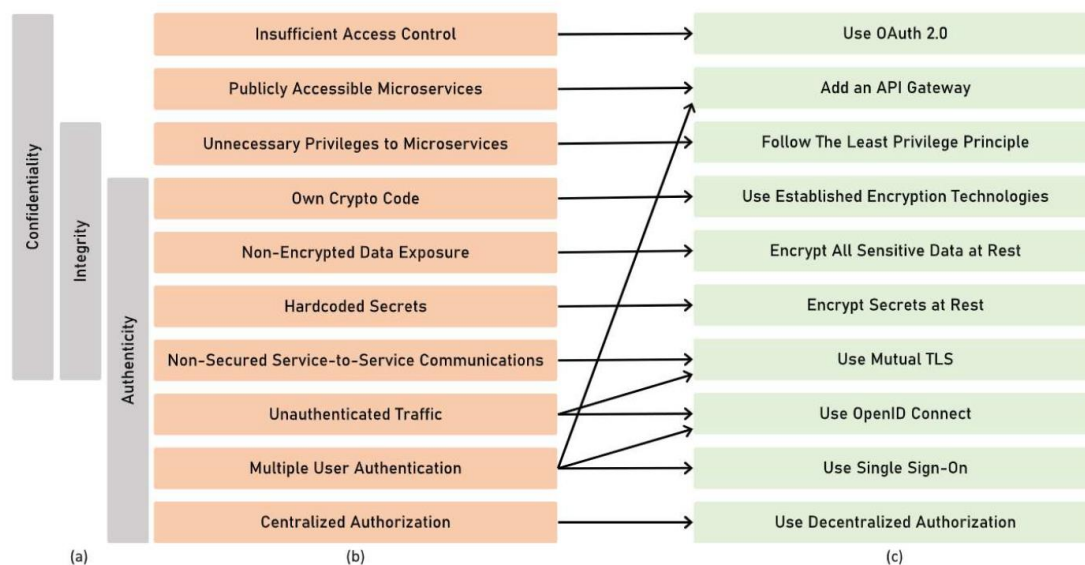 Confidentiality
Integrity
Authenticity
Insufficient Access Control
Use OAuth 2.0
Publicly Accessible Microservices
Add an API Gateway
Unnecessary Privileges to Microservices
Follow The Least Privilege Principle
Own Crypto Code
Use Established Encryption Technologies
Non-Encrypted Data Exposure
Encrypt All Sensitive Data at Rest
Hardcoded Secrets
Encrypt Secrets at Rest
Non-Secured Service-to-Service Communications
Use Mutual TLS
Unauthenticated Traffic
Use OpenID Connect
Multiple User Authentication
Use Single Sign-On
Centralized Authorization
Use Decentralized Authorization
(a)
(b)
(c)